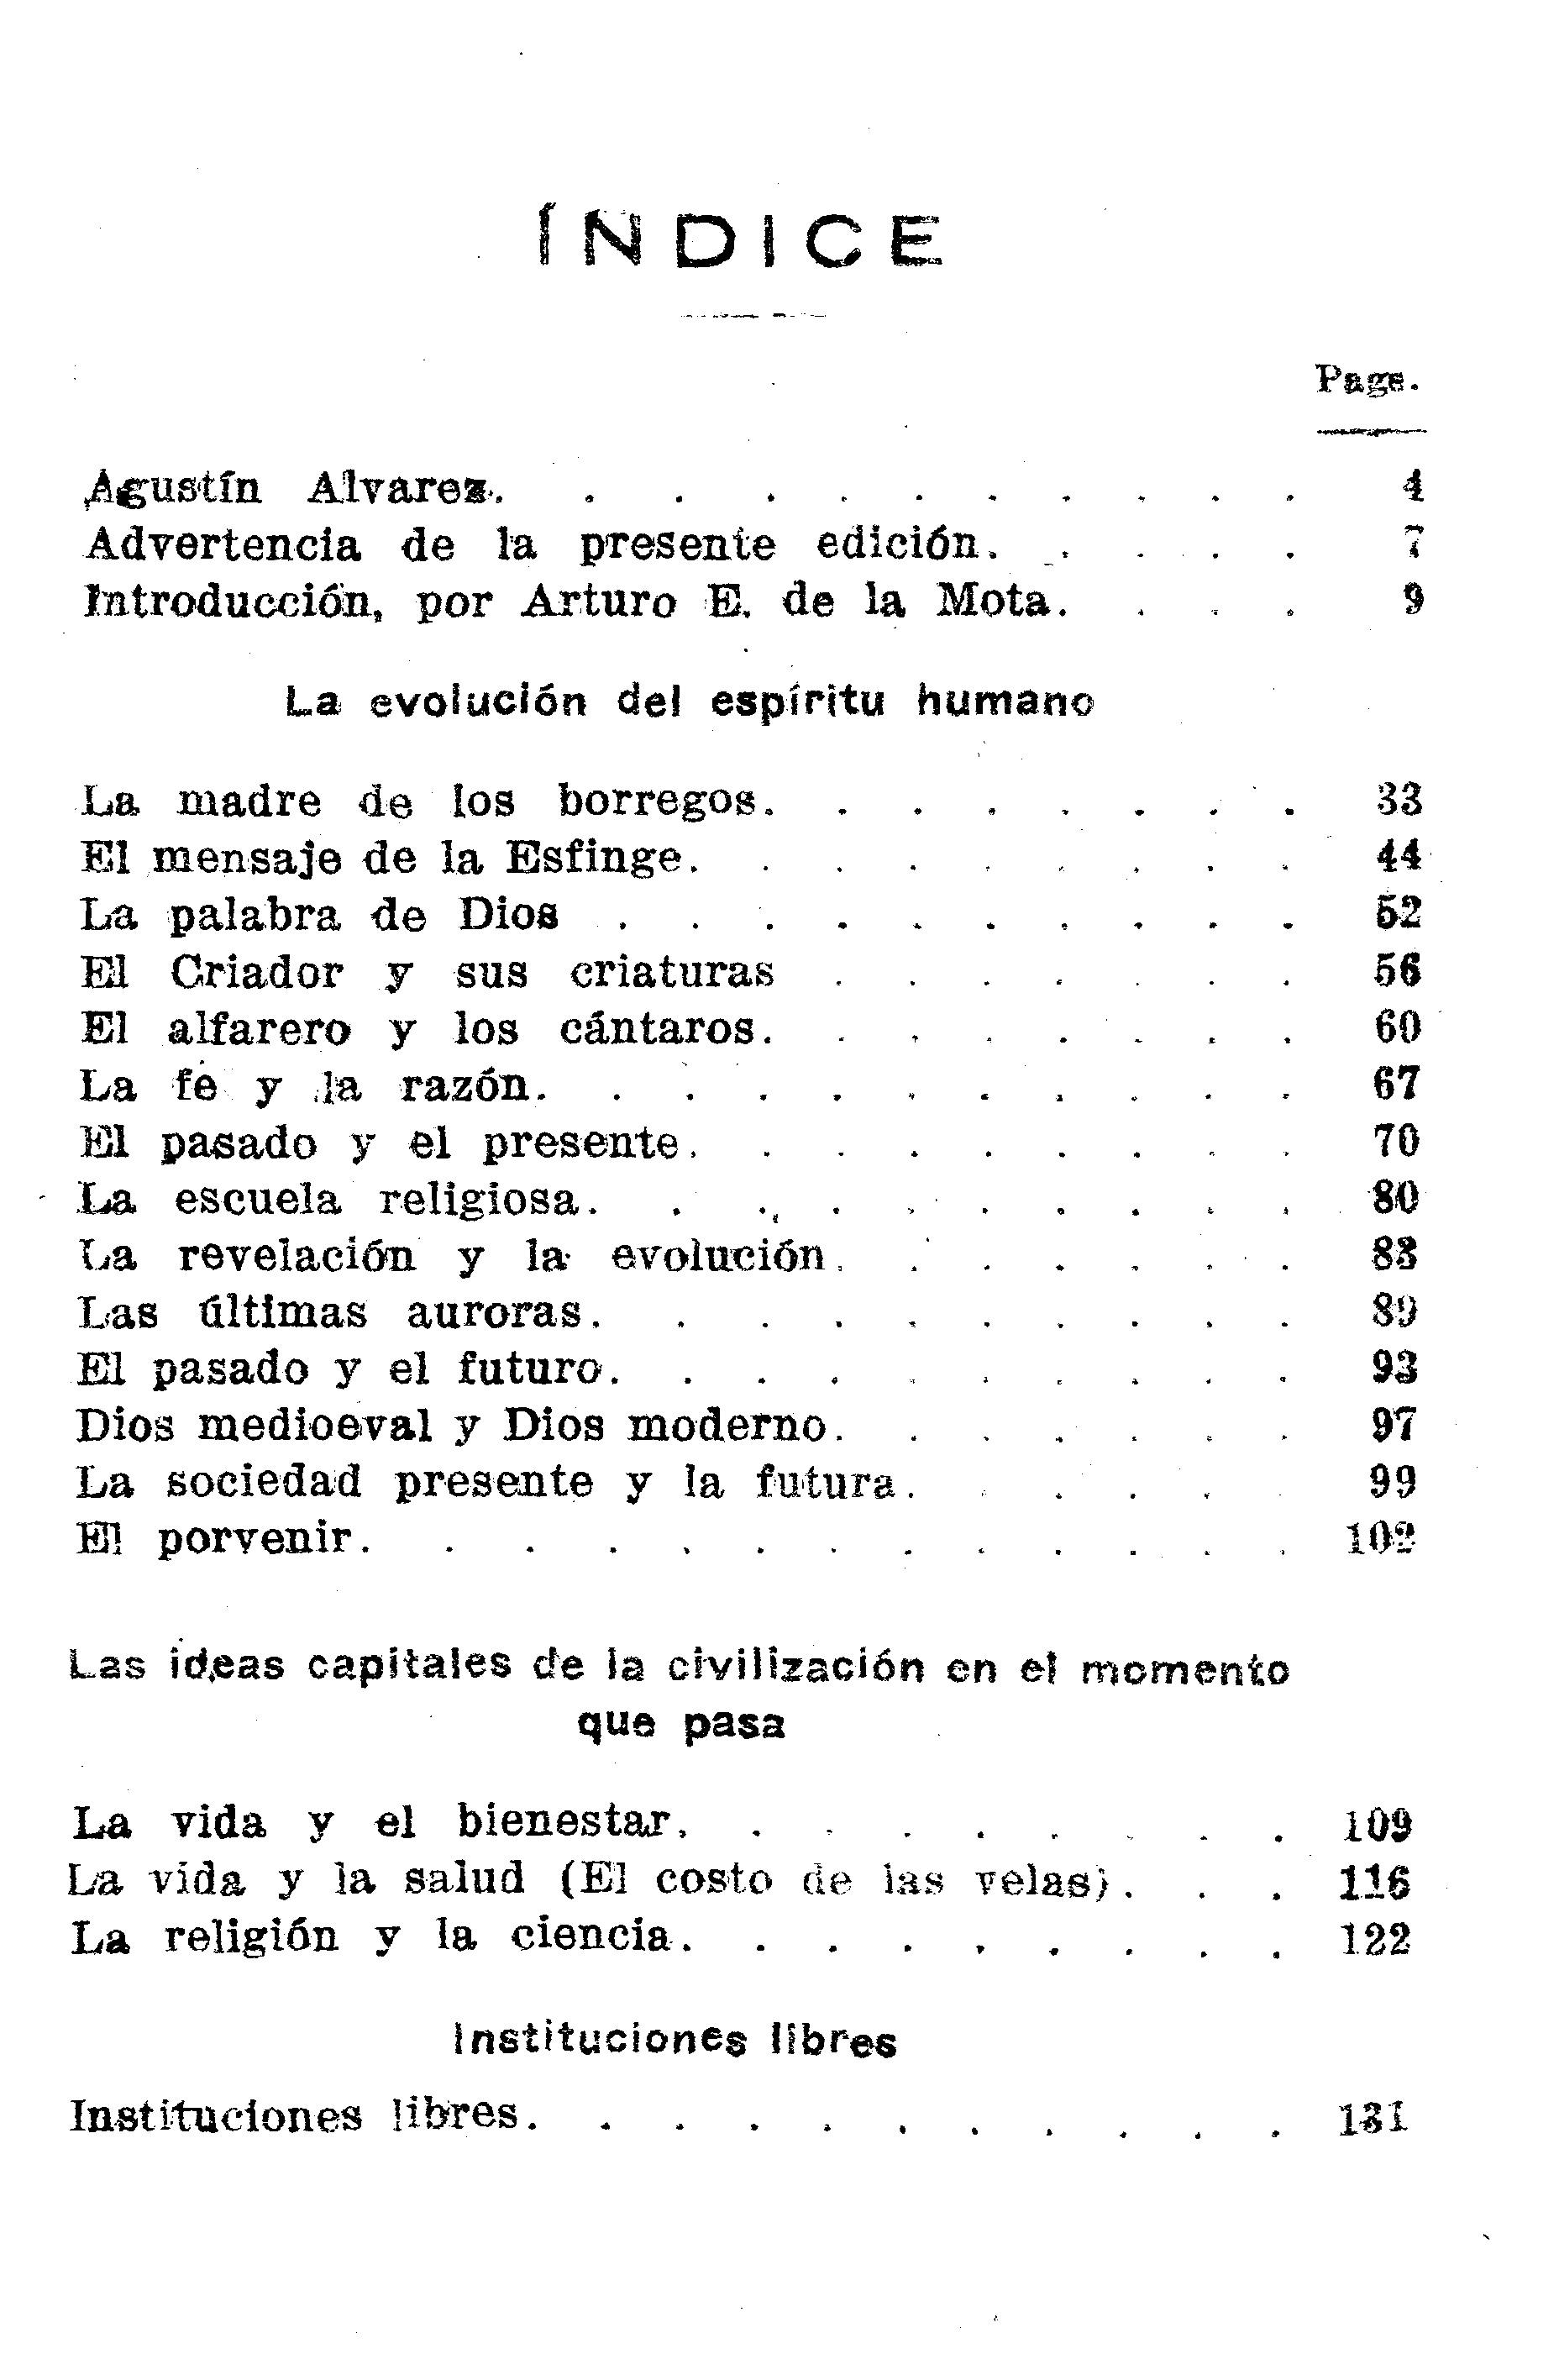 ÍNDICE
Pags.
Agustín Alvarez. . . . . . . . . . . . 4
Advertencia de la presente edición. . . . . 7
Introducción, por Arturo E. de la Mota. . . . 9
La evolución del espíritu humano
La madre de los borregos. . . . . . . . 33
El mensaje de la Esfinge. . . . . . . . . 44
La palabra de Dios . . . . . . . . . . 52
El Criador y sus criaturas . . . . . . . 56
El alfarero y los cántaros. . . . . . . . 60
La fe y la razón. . . . . . . . . . . 67
El pasado y el presente. . . . . . . . . 70
La escuela religiosa. . . . . . . . . . 80
La revelación y la evolución. . . . . . . 83
Las últimas auroras. . . . . . . . . . 89
El pasado y el futuro. . . . . . . . . . 93
Dios medioeval y Dios moderno. . . . . . . 97
La sociedad presente y la futura. . . . . . 99
El porvenir. . . . . . . . . . . . . 102
Las ideas capitales de la civilización en el momento
que pasa
La vida y el bienestar. . . . . . . . . 109
La vida y la salud (El costo de las velas). . . 116
La religión y la ciencia. . . . . . . . . 122
Instituciones libres
Instituciones libres. . . . . . . . . . . 131